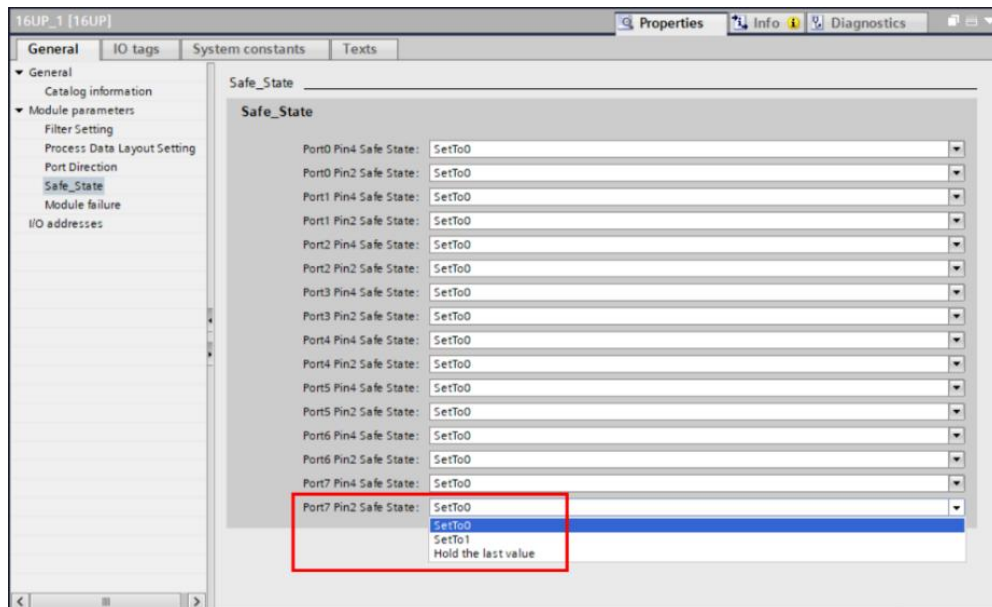 16UP_1 [16UP]
Properties
Info
Diagnostics
General
IO tags
System constants
Texts
General
Catalog information
Module parameters
Filter Setting
Process Data Layout Setting
Port Direction
Safe_State
Module failure
I/O addresses
Safe_State
Safe_State
Port0 Pin4 Safe State: SetTo0
Port0 Pin2 Safe State: SetTo0
Port1 Pin4 Safe State: SetTo0
Port1 Pin2 Safe State: SetTo0
Port2 Pin4 Safe State: SetTo0
Port2 Pin2 Safe State: SetTo0
Port3 Pin4 Safe State: SetTo0
Port3 Pin2 Safe State: SetTo0
Port4 Pin4 Safe State: SetTo0
Port4 Pin2 Safe State: SetTo0
Port5 Pin4 Safe State: SetTo0
Port5 Pin2 Safe State: SetTo0
Port6 Pin4 Safe State: SetTo0
Port6 Pin2 Safe State: SetTo0
Port7 Pin4 Safe State: SetTo0
Port7 Pin2 Safe State: SetTo0
SetTo0
SetTo1
Hold the last value